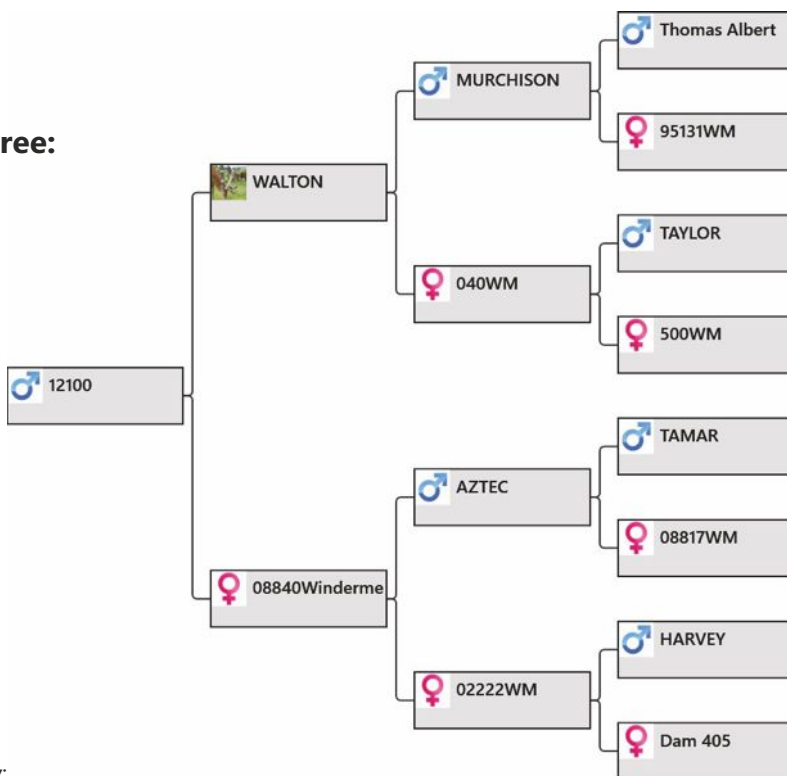 Thomas Albert
MURCHISON
95131WM
ree:
WALTON
TAYLOR
040WM
500WM
12100
TAMAR
AZTEC
08817WM
08840Winderme
HARVEY
02222WM
Dam 405